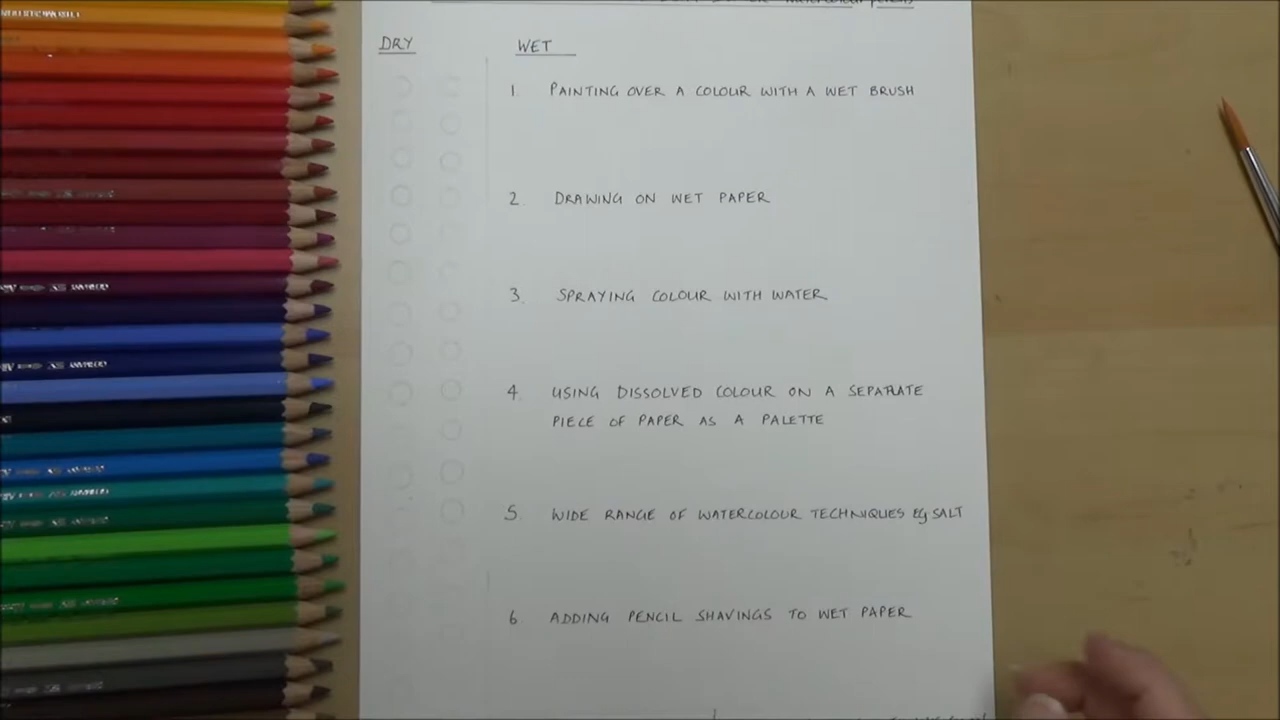 watercolour pencils
DRY
WET
1. PAINTING OVER A COLOUR WITH A WET BRUSH
2. DRAWING ON WET PAPER
3. SPRAYING COLOUR WITH WATER
4. USING DISSOLVED COLOUR ON A SEPARATE
PIECE OF PAPER AS A PALETTE
5 WIDE RANGE OF WATERCOLOUR TECHNIQUES EG SALT
6 ADDING PENCIL SHAVINGS TO WET PAPER